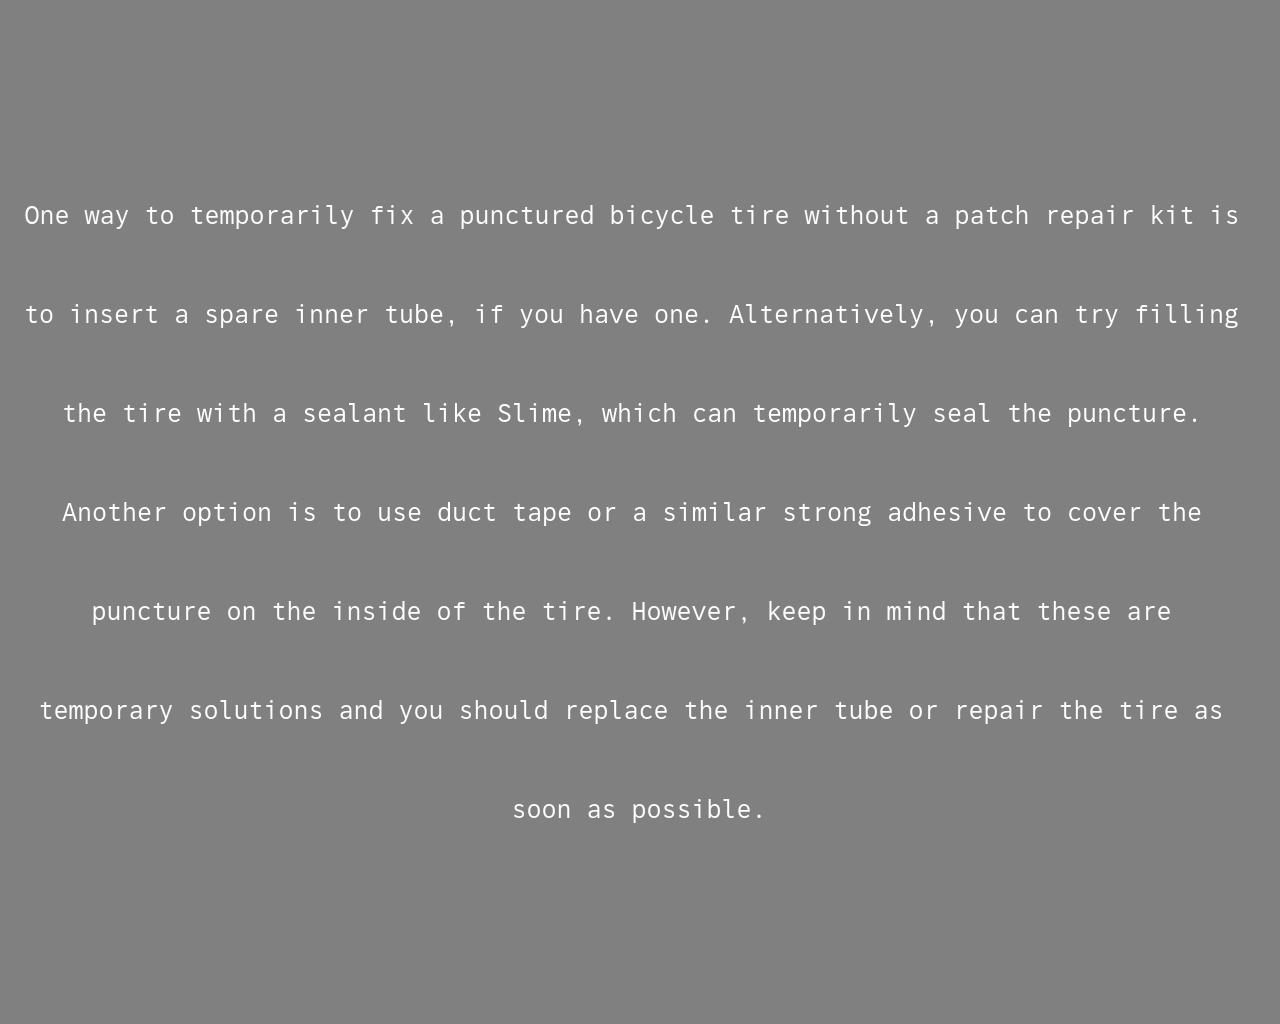 One way to temporarily fix a punctured bicycle tire without a patch repair kit is
to insert a spare inner tube, if you have one. Alternatively, you can try filling
the tire with a sealant like Slime, which can temporarily seal the puncture.
Another option is to use duct tape or a similar strong adhesive to cover the
puncture on the inside of the tire. However, keep in mind that these are
temporary solutions and you should replace the inner tube or repair the tire as
soon as possible.